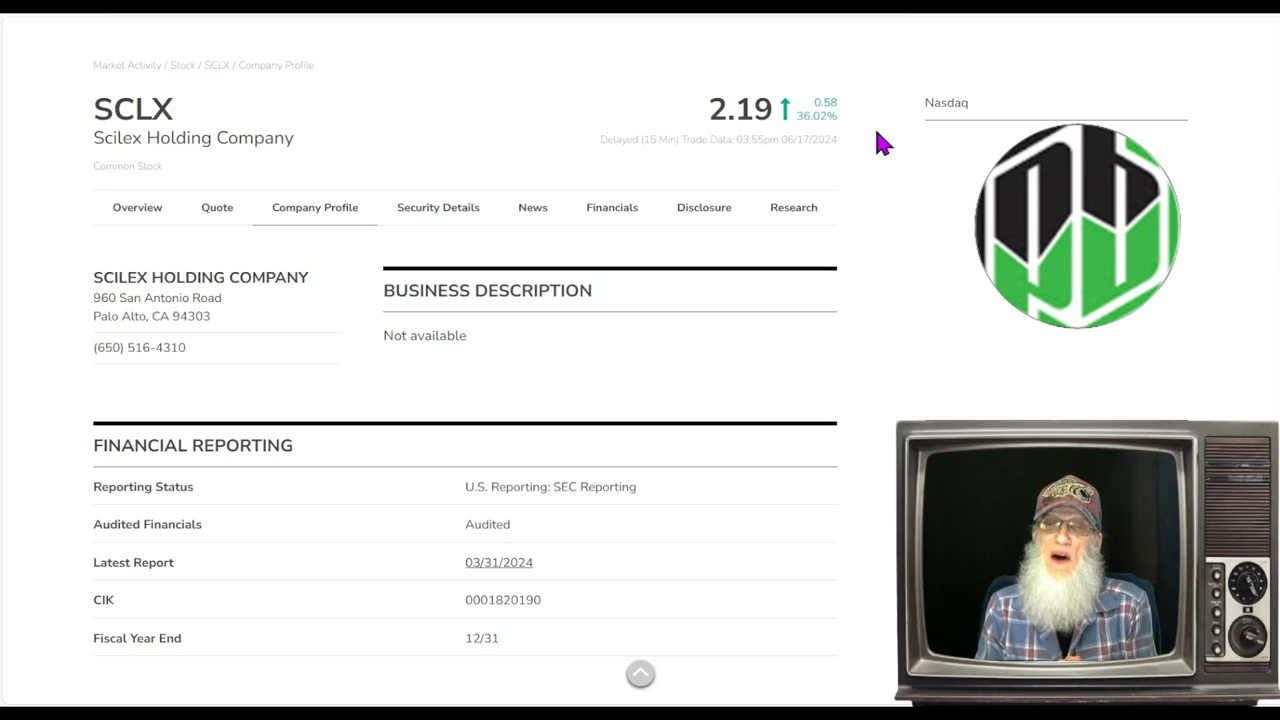 Market Activity / Stock / SCLX / Company Profile
SCLX
2.19
0.58
36.02%
Scilex Holding Company
Delayed (15 Min) Trade Data: 03:55pm 06/17/2024
Common Stock
Nasdaq
Overview Quote Company Profile Security Details News Financials Disclosure Research
SCILEX HOLDING COMPANY
960 San Antonio Road
Palo Alto, CA 94303
(650) 516-4310
BUSINESS DESCRIPTION
Not available
FINANCIAL REPORTING
Reporting Status U.S. Reporting: SEC Reporting
Audited Financials Audited
Latest Report 03/31/2024
CIK 0001820190
Fiscal Year End 12/31